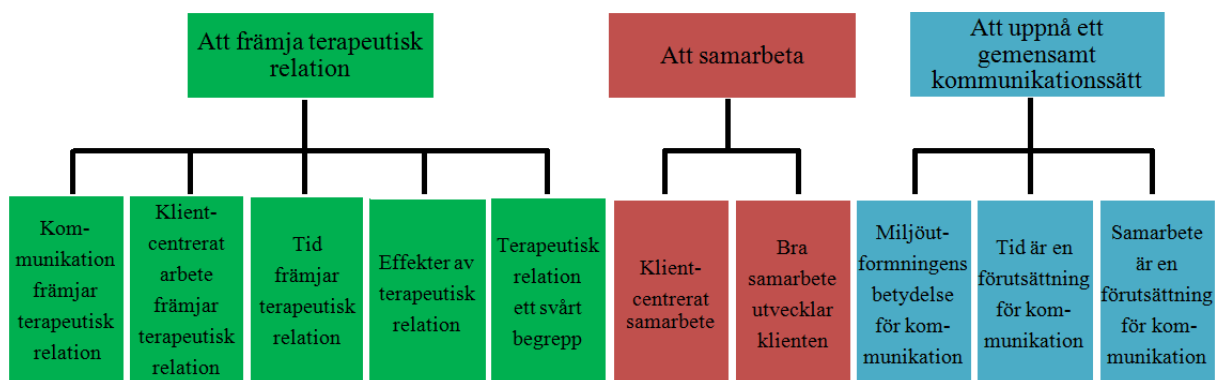 Att främja terapeutisk
relation
Att samarbeta
Att uppnå ett
gemensamt
kommunikationssätt
Kom-
munikation
främjar
terapeutisk
relation
Klient-
centrerat
arbete
främjar
terapeutisk
relation
Tid
främjar
terapeutisk
relation
Effekter av
terapeutisk
relation
Terapeutisk
relation
ett svårt
begrepp
Klient-
centrerat
samarbete
Bra
samarbete
utvecklar
klienten
Miljöut-
formningens
betydelse
för kom-
munikation
Tid är en
förutsättning
för kom-
munikation
Samarbete
är en
förutsättning
för kom-
munikation